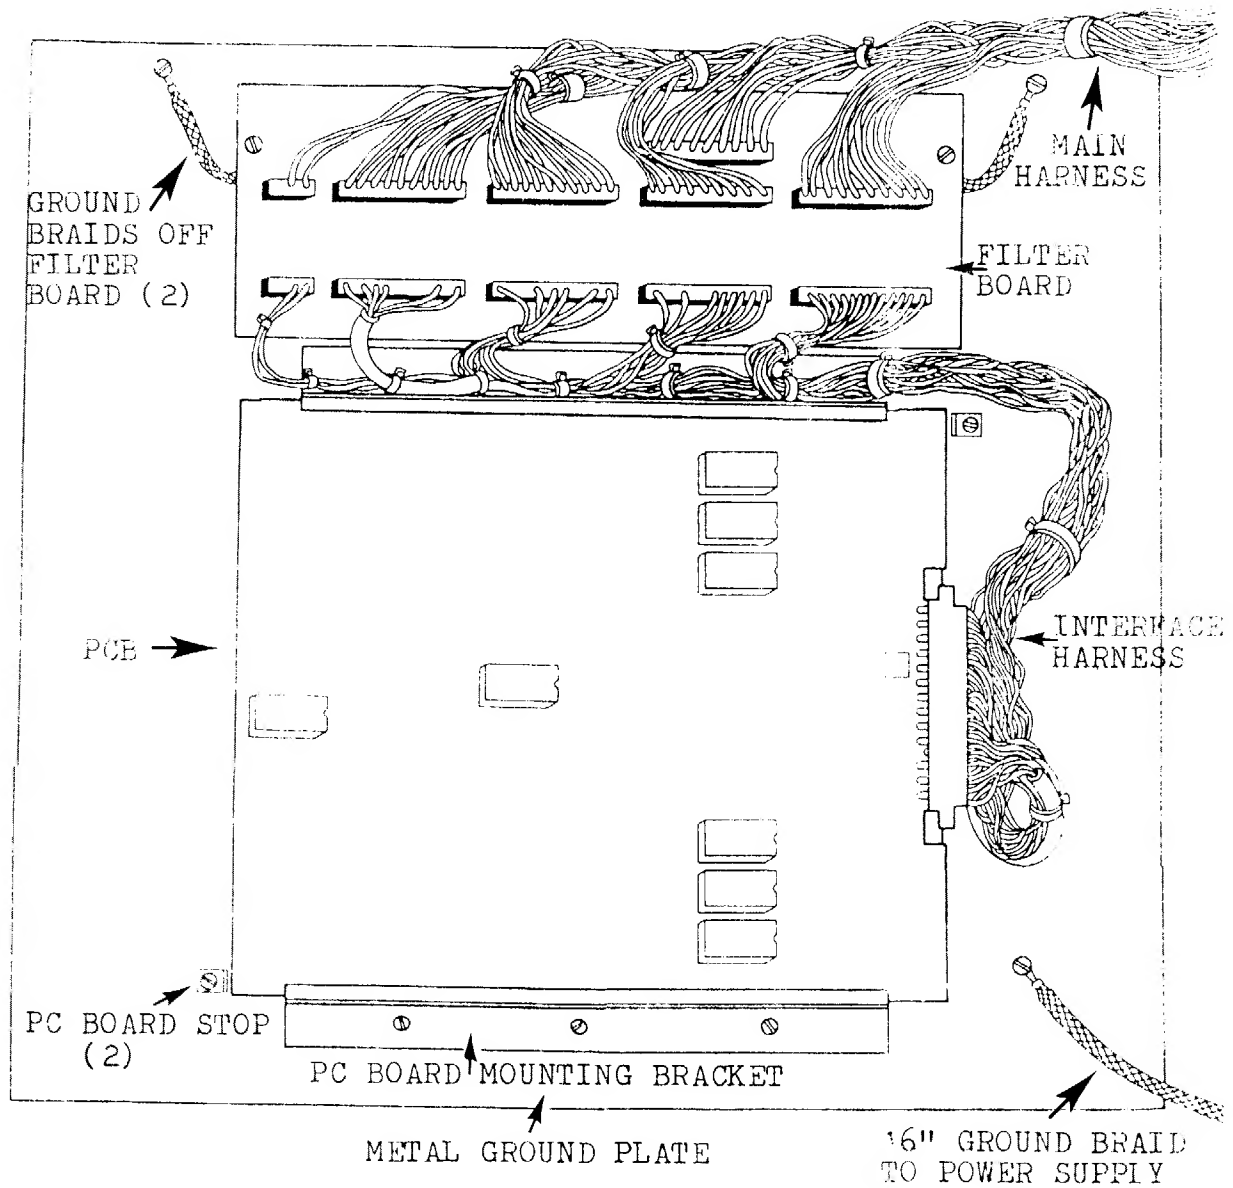 MAIN
HARNESS
GROUND
BRAIDS OFF
FILTER
BOARD (2)
FILTER
BOARD
PCB
INTERFACE
HARNESS
PC BOARD STOP
(2)
PC BOARD MOUNTING BRACKET
METAL GROUND PLATE
16" GROUND BRAID
TO POWER SUPPLY